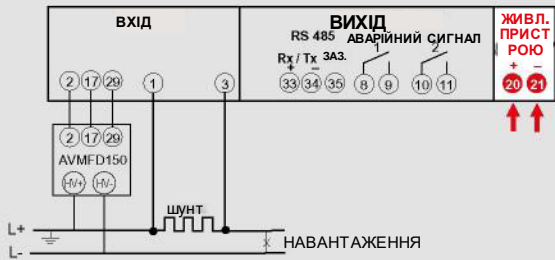 ВХІД
ВИХІД
RS 485
АВАРІЙНИЙ СИГНАЛ
Rx / Tx ЗАЗ.
+ –
1 2
33 34 35 8 9 10 11
ЖИВЛ.
ПРИСТ
РОЮ
+ –
20 21
2 17 29 1 3
2 17 29
AVMFD150
HV+ HV-
ШУНТ
L+
L-
НАВАНТАЖЕННЯ